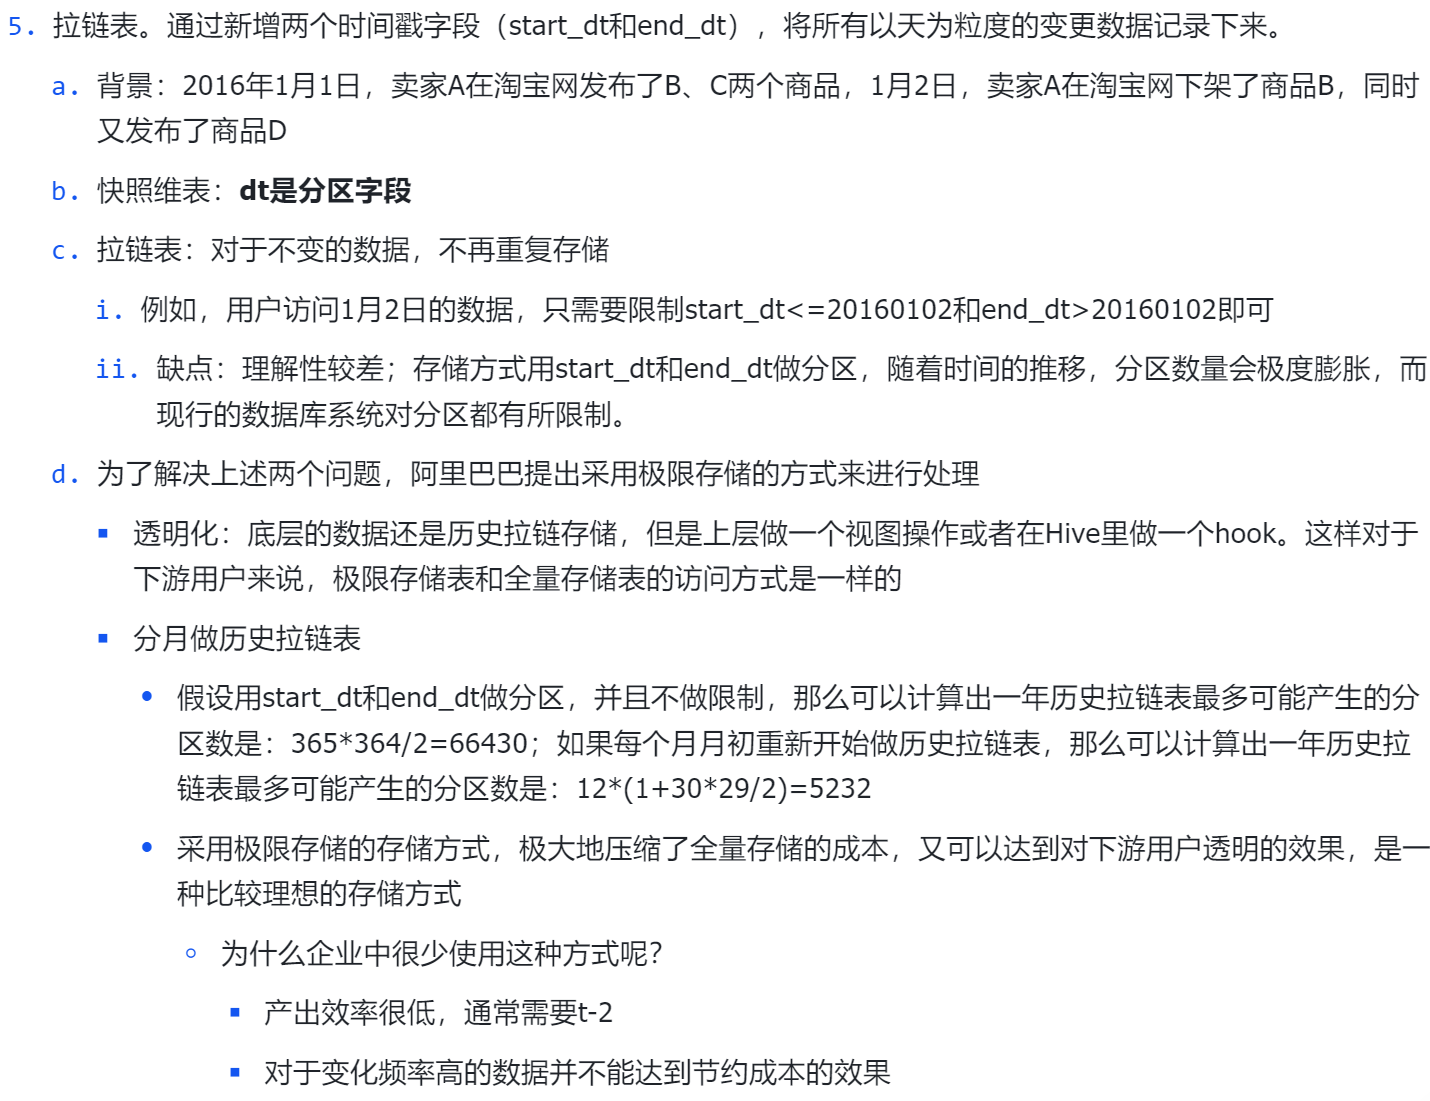 5. 拉链表。通过新增两个时间戳字段（start_dt和end_dt），将所有以天为粒度的变更数据记录下来。
a. 背景：2016年1月1日，卖家A在淘宝网发布了B、C两个商品，1月2日，卖家A在淘宝网下架了商品B，同时
又发布了商品D
b. 快照维表：dt是分区字段
c. 拉链表：对于不变的数据，不再重复存储
i. 例如，用户访问1月2日的数据，只需要限制start_dt<=20160102和end_dt>20160102即可
ii. 缺点：理解性较差；存储方式用start_dt和end_dt做分区，随着时间的推移，分区数量会极度膨胀，而
现行的数据库系统对分区都有所限制。
d. 为了解决上述两个问题，阿里巴巴提出采用极限存储的方式来进行处理
▪ 透明化：底层的数据还是历史拉链存储，但是上层做一个视图操作或者在Hive里做一个hook。这样对于
下游用户来说，极限存储表和全量存储表的访问方式是一样的
▪ 分月做历史拉链表
• 假设用start_dt和end_dt做分区，并且不做限制，那么可以计算出一年历史拉链表最多可能产生的分
区数是：365*364/2=66430；如果每个月月初重新开始做历史拉链表，那么可以计算出一年历史拉
链表最多可能产生的分区数是：12*(1+30*29/2)=5232
• 采用极限存储的存储方式，极大地压缩了全量存储的成本，又可以达到对下游用户透明的效果，是一
种比较理想的存储方式
◦ 为什么企业中很少使用这种方式呢？
▪ 产出效率很低，通常需要t-2
▪ 对于变化频率高的数据并不能达到节约成本的效果